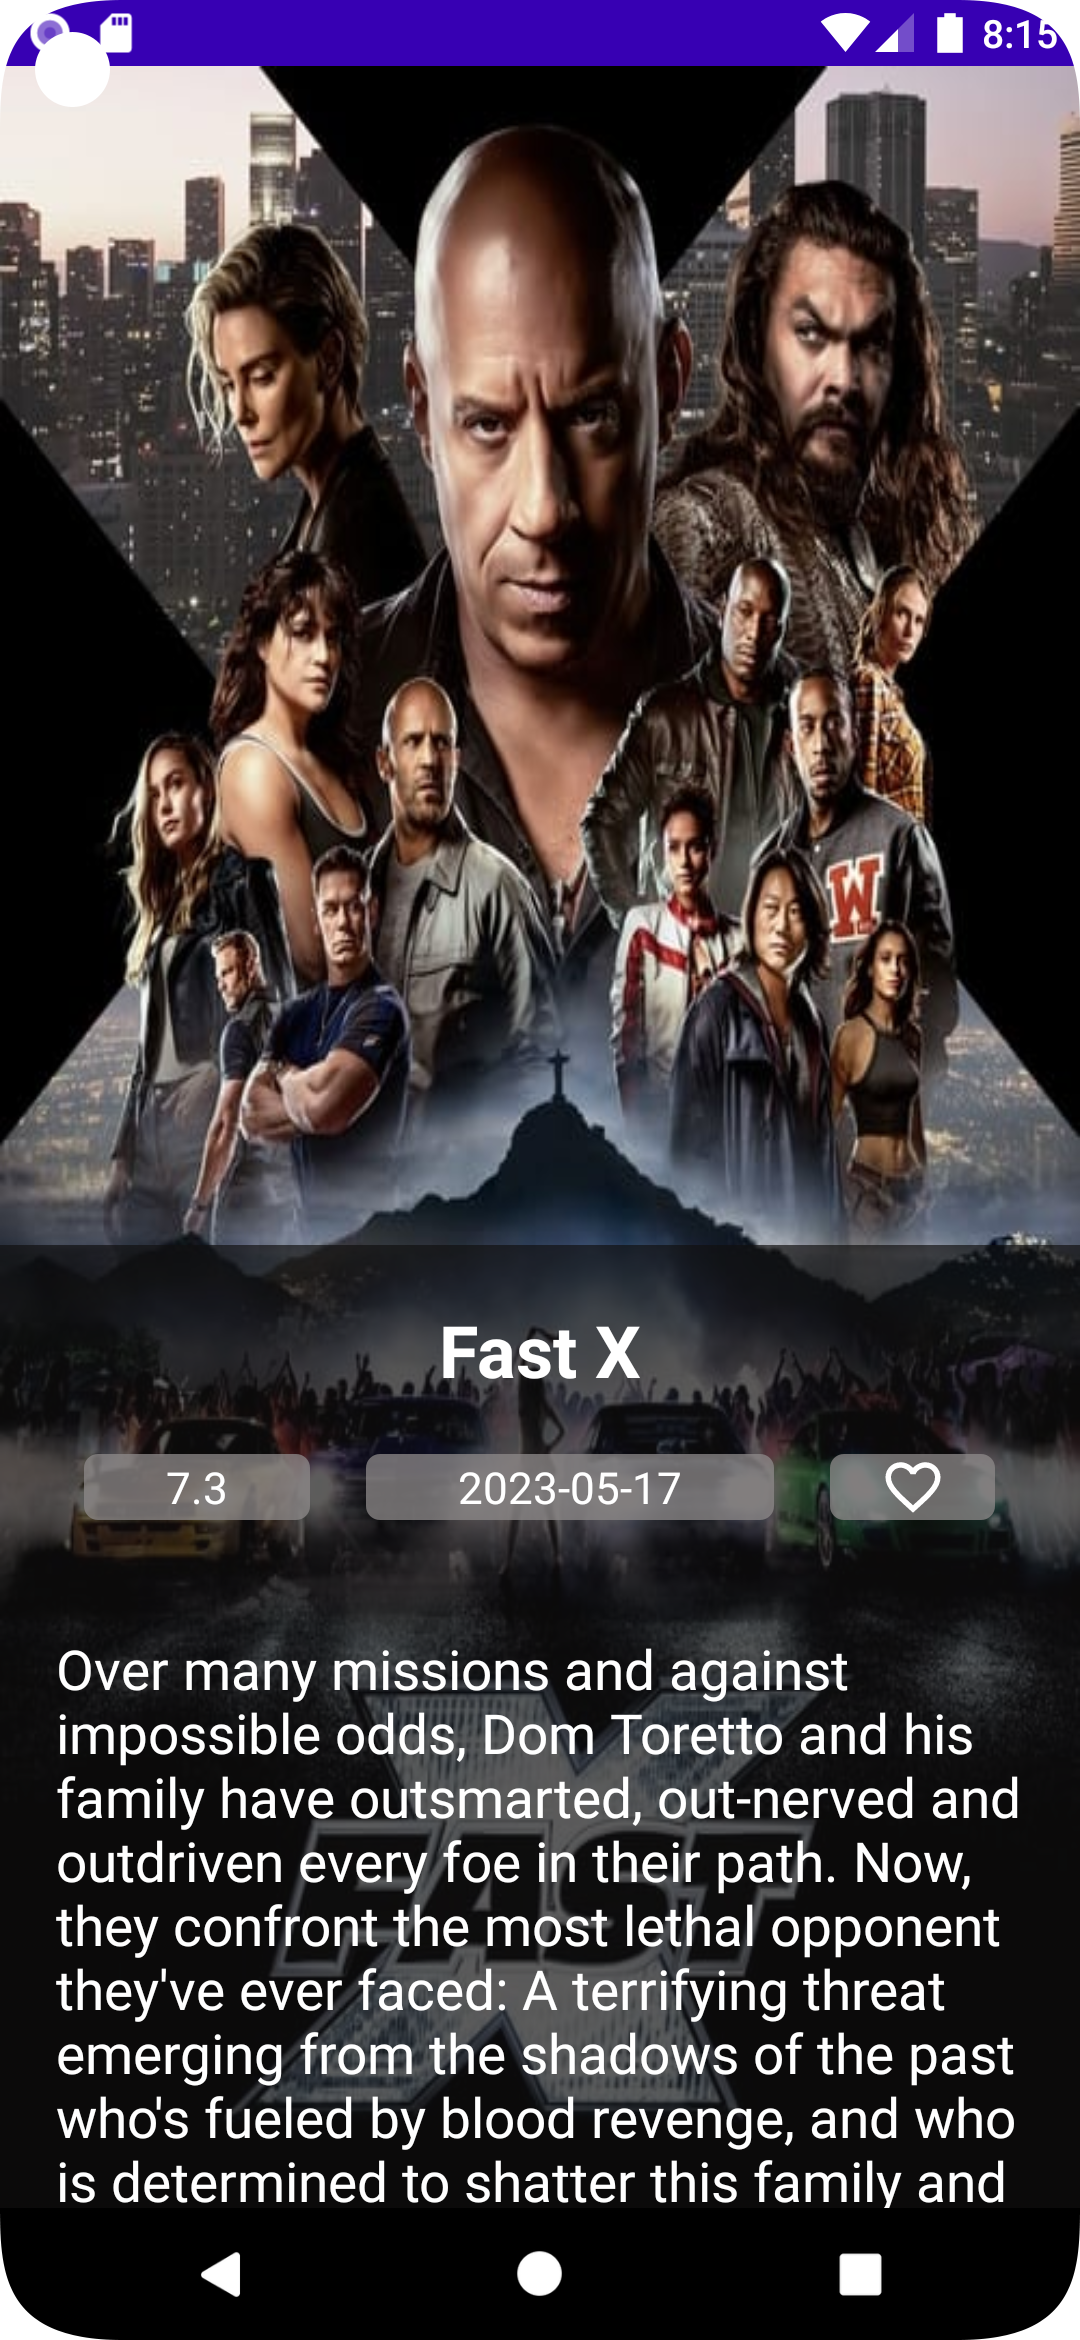 8:15
W
Fast X
7.3
2023-05-17
Over many missions and against
impossible odds, Dom Toretto and his
family have outsmarted, out-nerved and
outdriven every foe in their path. Now,
they confront the most lethal opponent
they've ever faced: A terrifying threat
emerging from the shadows of the past
who's fueled by blood revenge, and who
is determined to shatter this family and
FAST
X